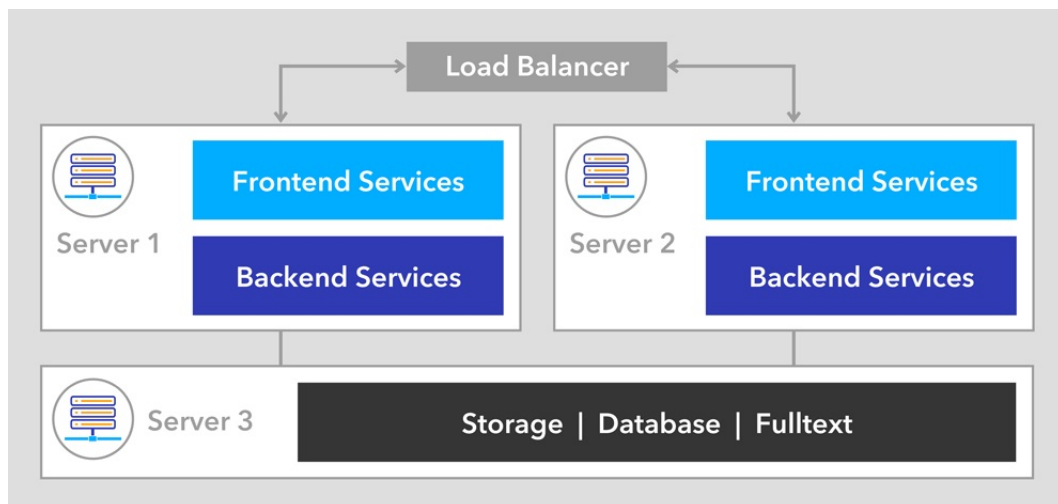 Load Balancer
Frontend Services
Server 1
Backend Services
Frontend Services
Server 2
Backend Services
Server 3
Storage | Database | Fulltext